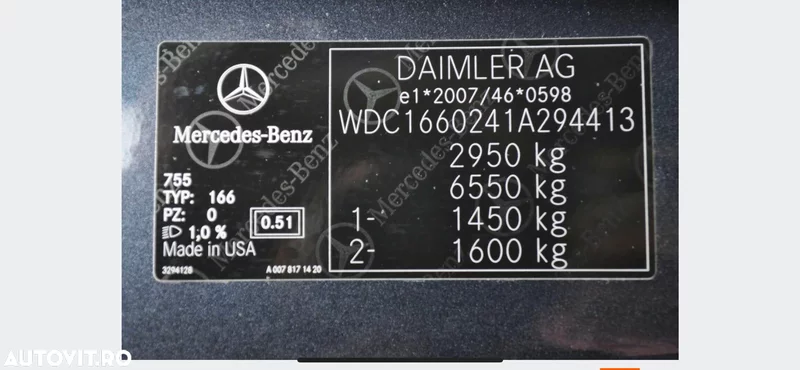 Mercedes-Benz
755
TYP: 166
PZ: 0
1,0 %
0.51
Made in USA
3294128
A 007 817 14 20
DAIMLER AG
e1*2007/46*0598
WDC1660241A294413
2950 kg
6550 kg
1- 1450 kg
2- 1600 kg
AUTOVIT.RO